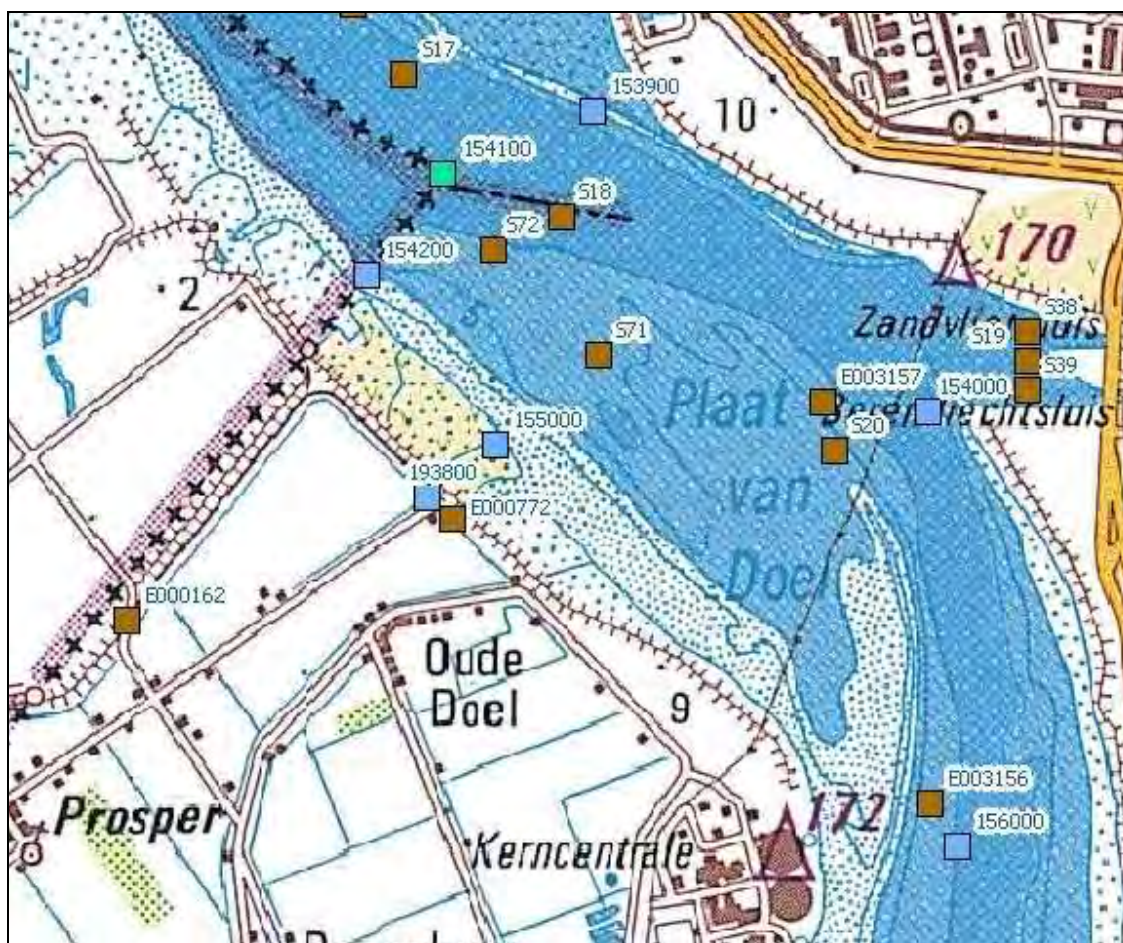 S17
153900
10
154100
S18
S72
154200
170
2
S38
Zandvlietsluis
S19
S71
S39
E003157
154000
Plaat
Berendrechtsluis
S20
155000
193800
van
E000772
Doel
E000162
Oude
Doel
9
E003156
172
Prosper
156000
Kerncentrale